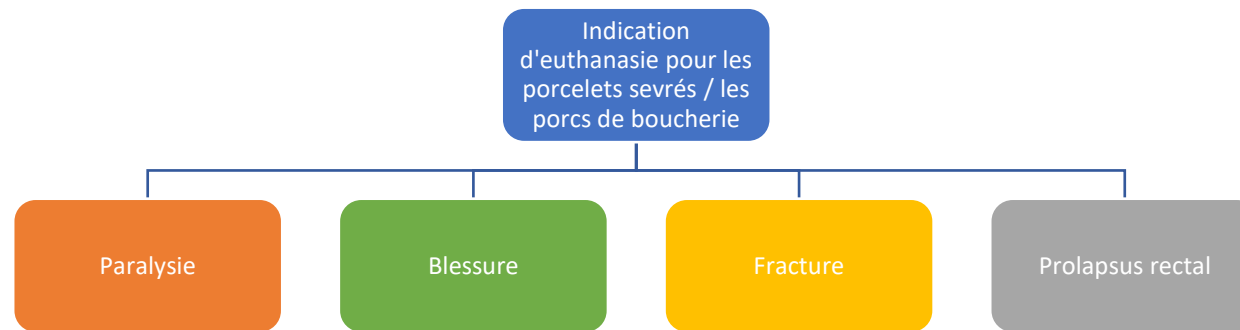 Indication
d'euthanasie pour les
porcelets sevrés / les
porcs de boucherie
Paralysie
Blessure
Fracture
Prolapsus rectal